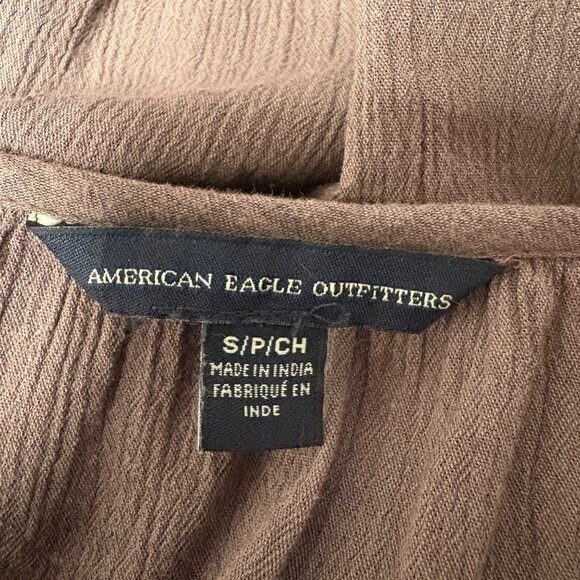 AMERICAN EAGLE OUTFITTERS
S/P/CH
MADE IN INDIA
FABRIQUÉ EN
INDE